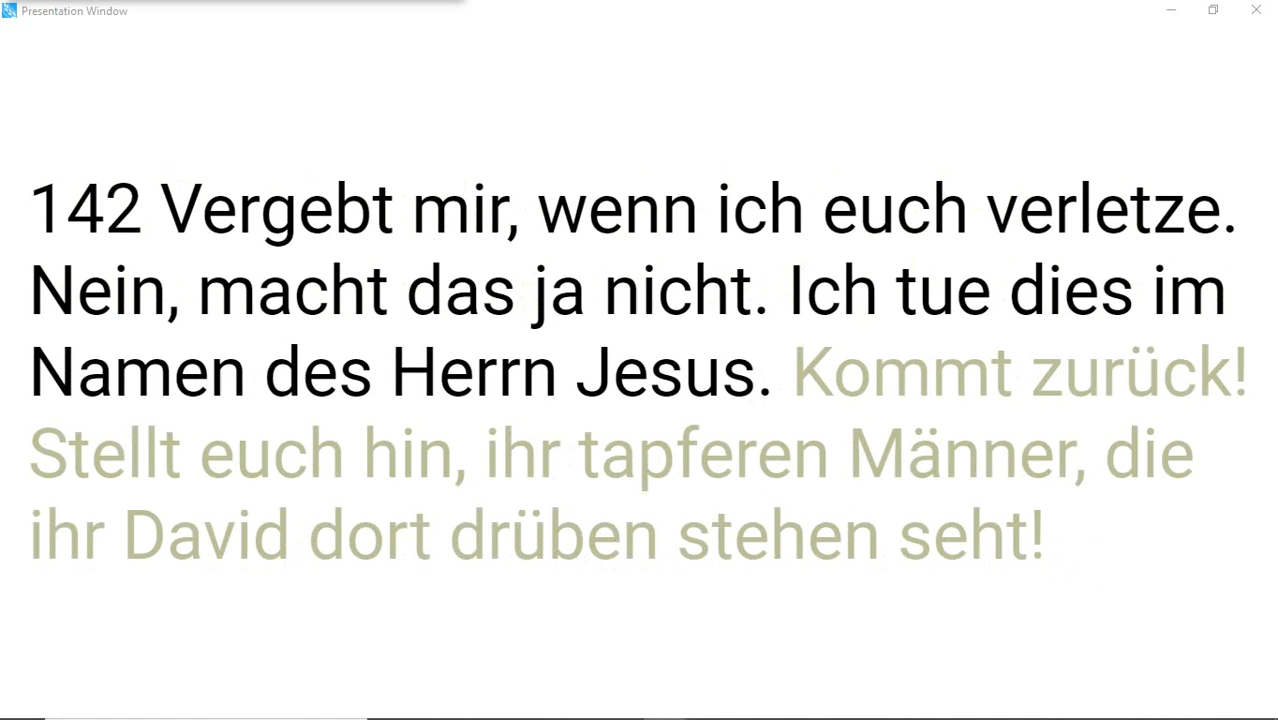 Presentation Window
142 Vergebt mir, wenn ich euch verletze.
Nein, macht das ja nicht. Ich tue dies im
Namen des Herrn Jesus. Kommt zurück!
Stellt euch hin, ihr tapferen Männer, die
ihr David dort drüben stehen seht!